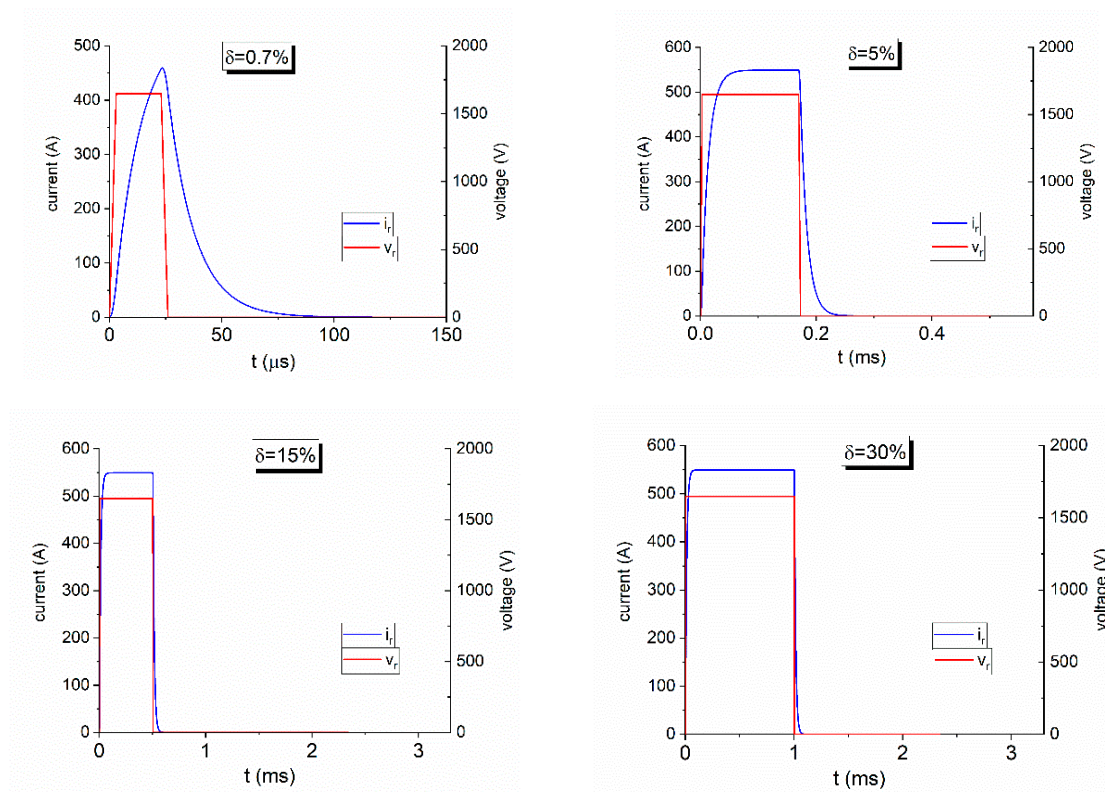 δ=0.7%
500
400
300
200
100
0
current (A)
2000
1500
1000
500
0
voltage (V)
i_r
v_r
0
50
100
150
t (μs)
δ=5%
600
500
400
300
200
100
0
current (A)
2000
1500
1000
500
0
voltage (V)
i_r
v_r
0.0
0.2
0.4
t (ms)
δ=15%
600
500
400
300
200
100
0
current (A)
2000
1500
1000
500
0
voltage (V)
i_r
v_r
0
1
2
3
t (ms)
δ=30%
600
500
400
300
200
100
0
current (A)
2000
1500
1000
500
0
voltage (V)
i_r
v_r
0
1
2
3
t (ms)